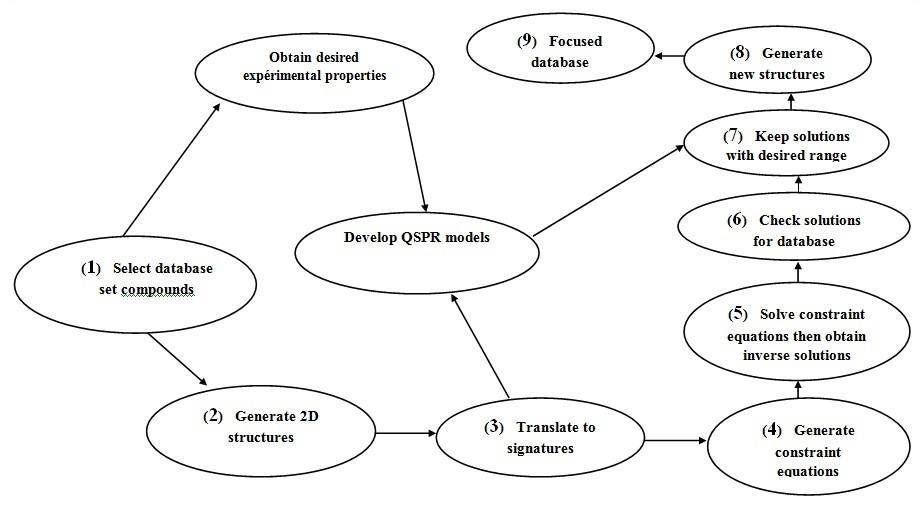 Obtain desired
expérimental properties
(9) Focused
database
(8) Generate
new structures
(7) Keep solutions
with desired range
Develop QSPR models
(6) Check solutions
for database
(1) Select database
set compounds
(5) Solve constraint
equations then obtain
inverse solutions
(2) Generate 2D
structures
(3) Translate to
signatures
(4) Generate
constraint
equations